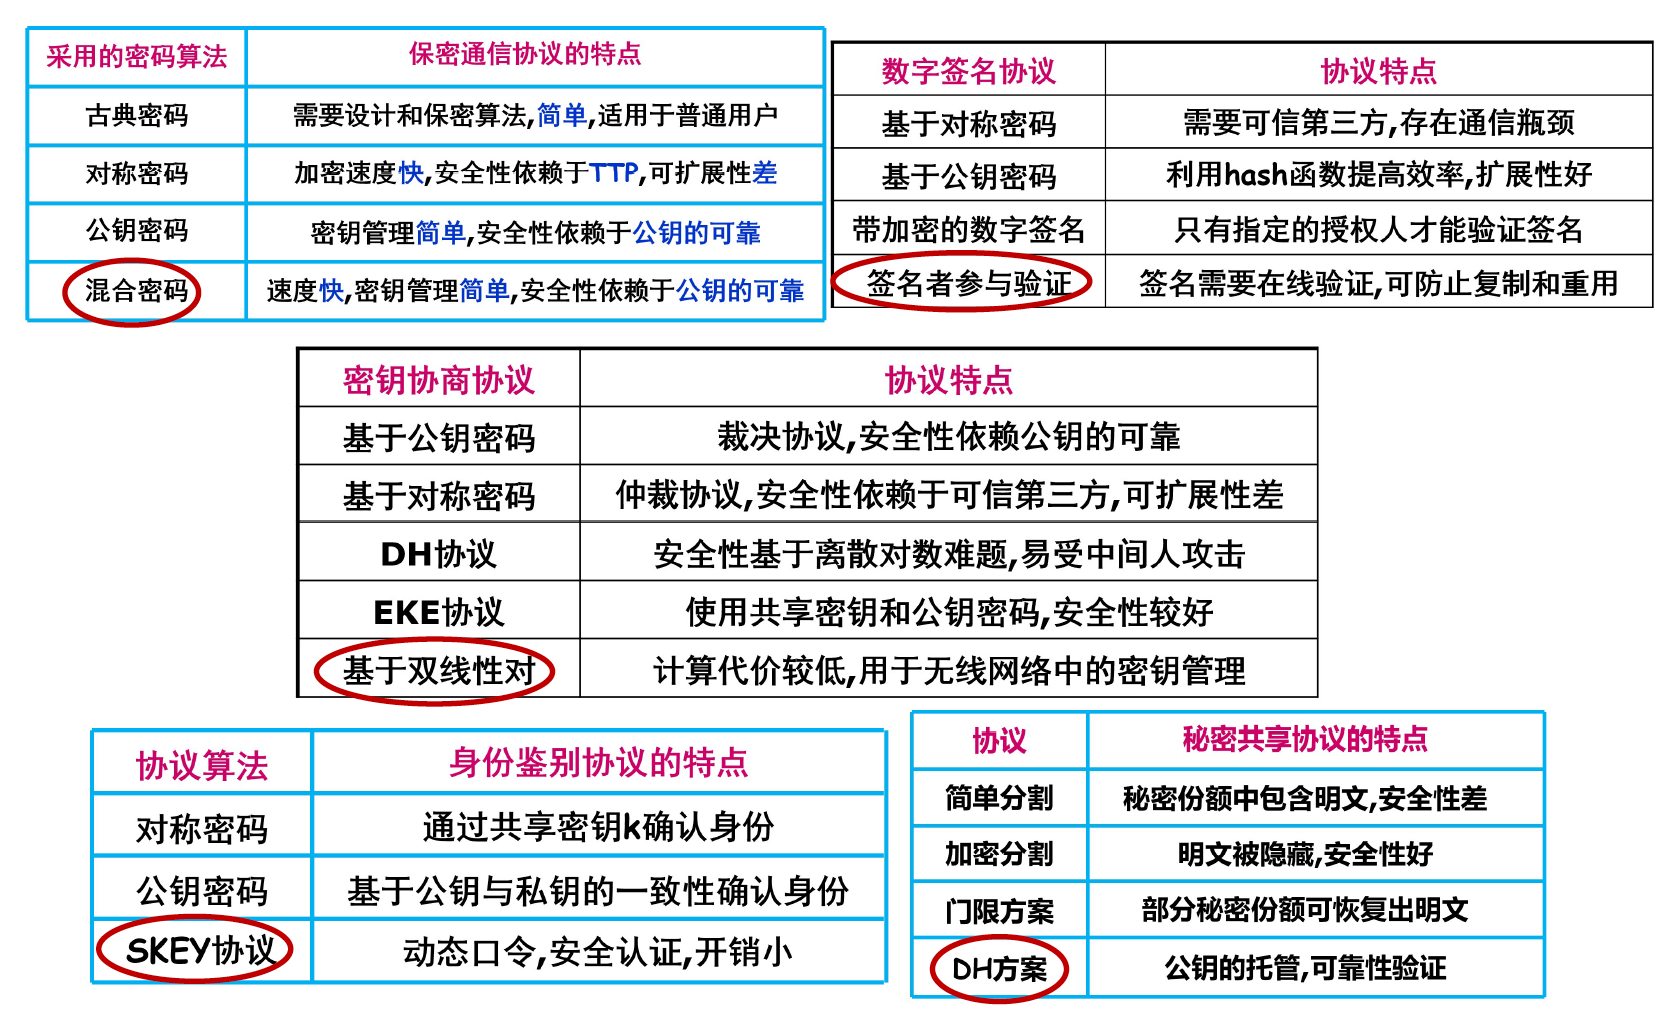 采用的密码算法 保密通信协议的特点
古典密码 需要设计和保密算法,简单,适用于普通用户
对称密码 加密速度快,安全性依赖于TTP,可扩展性差
公钥密码 密钥管理简单,安全性依赖于公钥的可靠
混合密码 速度快,密钥管理简单,安全性依赖于公钥的可靠
数字签名协议 协议特点
基于对称密码 需要可信第三方,存在通信瓶颈
基于公钥密码 利用hash函数提高效率,扩展性好
带加密的数字签名 只有指定的授权人才能验证签名
签名者参与验证 签名需要在线验证,可防止复制和重用
密钥协商协议 协议特点
基于公钥密码 裁决协议,安全性依赖公钥的可靠
基于对称密码 仲裁协议,安全性依赖于可信第三方,可扩展性差
DH协议 安全性基于离散对数难题,易受中间人攻击
EKE协议 使用共享密钥和公钥密码,安全性较好
基于双线性对 计算代价较低,用于无线网络中的密钥管理
协议算法 身份鉴别协议的特点
对称密码 通过共享密钥k确认身份
公钥密码 基于公钥与私钥的一致性确认身份
SKEY协议 动态口令,安全认证,开销小
协议 秘密共享协议的特点
简单分割 秘密份额中包含明文,安全性差
加密分割 明文被隐藏,安全性好
门限方案 部分秘密份额可恢复出明文
DH方案 公钥的托管,可靠性验证